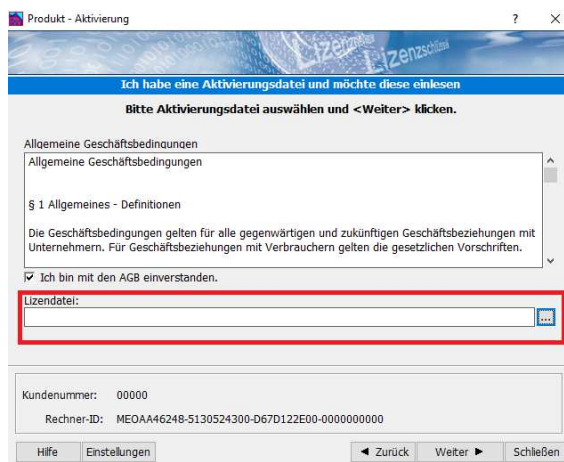 Produkt - Aktivierung
?
Lizenzschlüssel
Ich habe eine Aktivierungsdatei und möchte diese einlesen
Bitte Aktivierungsdatei auswählen und <Weiter> klicken.
Allgemeine Geschäftsbedingungen
Allgemeine Geschäftsbedingungen
§ 1 Allgemeines - Definitionen
Die Geschäftsbedingungen gelten für alle gegenwärtigen und zukünftigen Geschäftsbeziehungen mit
Unternehmern. Für Geschäftsbeziehungen mit Verbrauchern gelten die gesetzlichen Vorschriften.
Ich bin mit den AGB einverstanden.
Lizendatei:
...
Kundenummer: 00000
Rechner-ID: MEOAA46248-5130524300-D67D122E00-0000000000
Hilfe Einstellungen ◄ Zurück Weiter ► Schließen